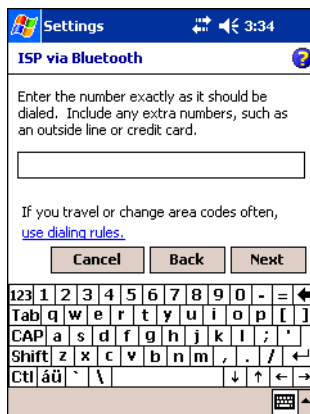 Settings 3:34
ISP via Bluetooth ?
Enter the number exactly as it should be
dialed. Include any extra numbers, such as
an outside line or credit card.
If you travel or change area codes often,
use dialing rules.
Cancel Back Next
123 1 2 3 4 5 6 7 8 9 0 - = ←
Tab q w e r t y u i o p [ ]
CAP a s d f g h j k l ; '
Shift z x c v b n m , . / ↵
Ctl áü ` \ ↓ ↑ ← →